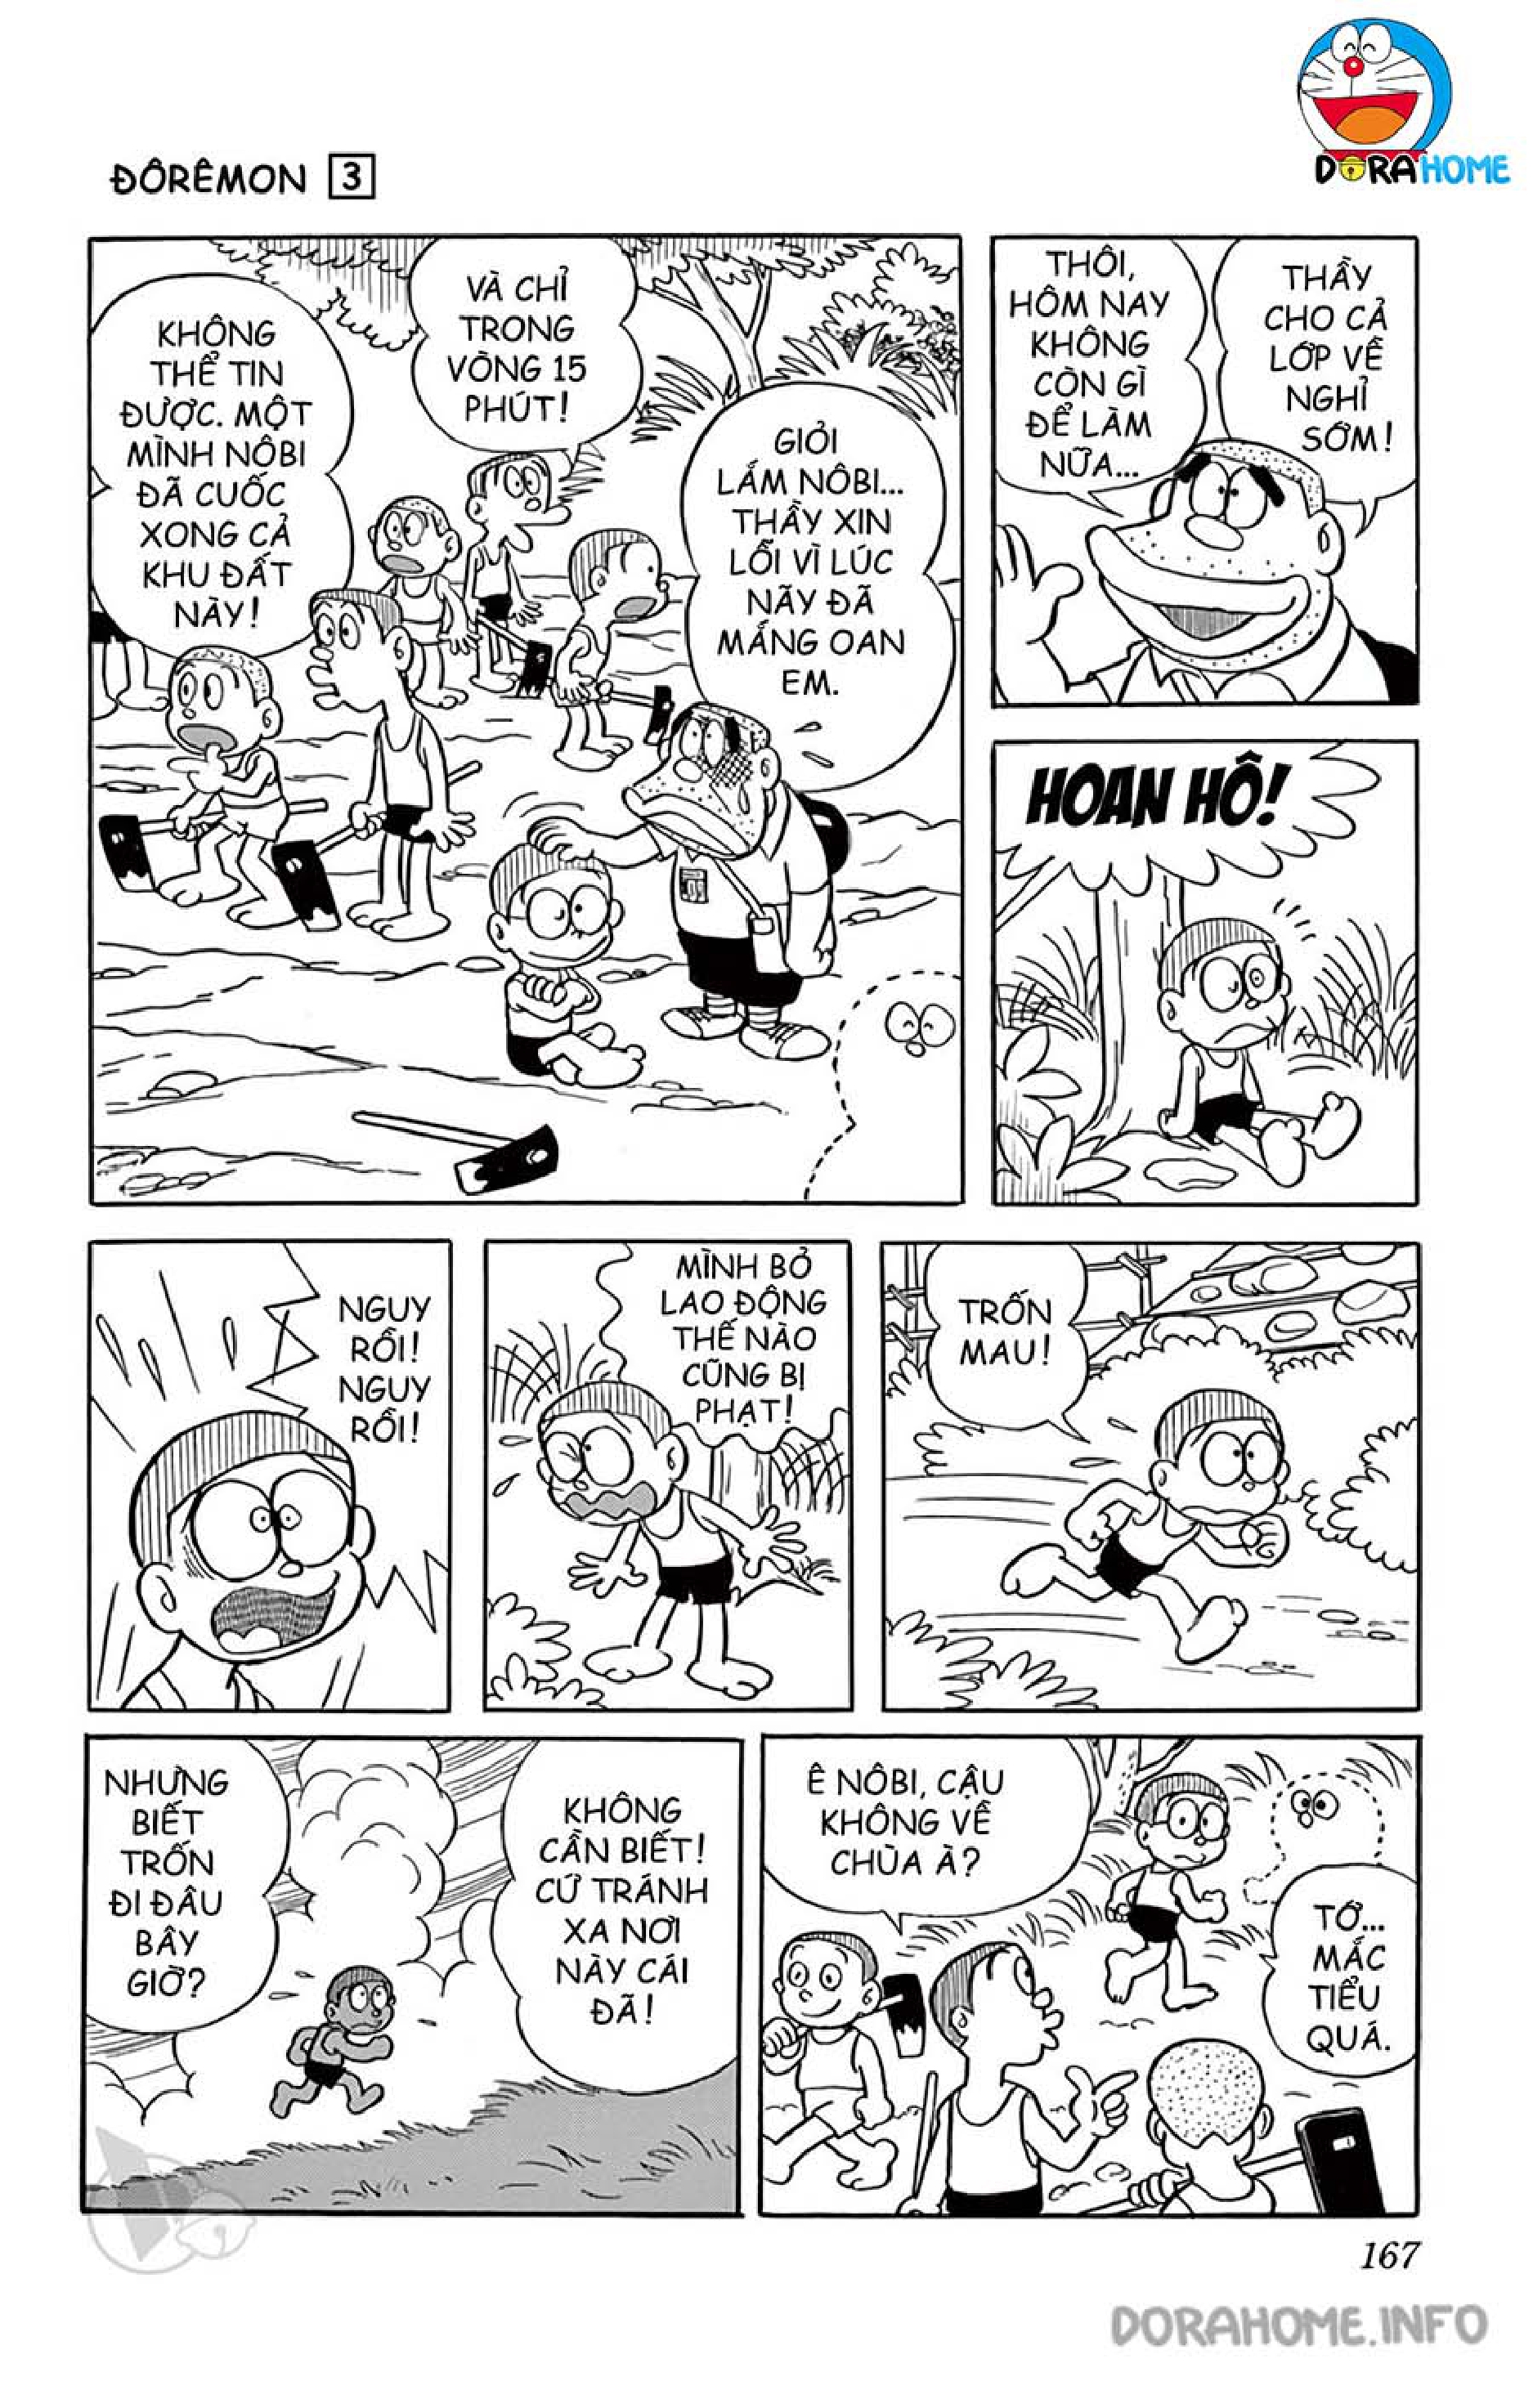 DORAHOME
ĐÔRÊMON 3
KHÔNG
THỂ TIN
ĐƯỢC. MỘT
MÌNH NÔBI
ĐÃ CUỐC
XONG CẢ
KHU ĐẤT
NÀY!
VÀ CHỈ
TRONG
VÒNG 15
PHÚT!
GIỎI
LẮM NÔBI...
THẦY XIN
LỖI VÌ LÚC
NÃY ĐÃ
MẮNG OAN
EM.
THÔI,
HÔM NAY
KHÔNG
CÒN GÌ
ĐỂ LÀM
NỮA...
THẦY
CHO CẢ
LỚP VỀ
NGHỈ
SỚM!
HOAN HÔ!
NGUY
RỒI!
NGUY
RỒI!
MÌNH BỎ
LAO ĐỘNG
THẾ NÀO
CŨNG BỊ
PHẠT!
TRỐN
MAU!
NHƯNG
BIẾT
TRỐN
ĐI ĐÂU
BÂY
GIỜ?
KHÔNG
CẦN BIẾT!
CỨ TRÁNH
XA NƠI
NÀY CÁI
ĐÃ!
Ê NÔBI, CẬU
KHÔNG VỀ
CHÙA À?
TỚ...
MẮC
TIỂU
QUÁ.
167
DORAHOME.INFO